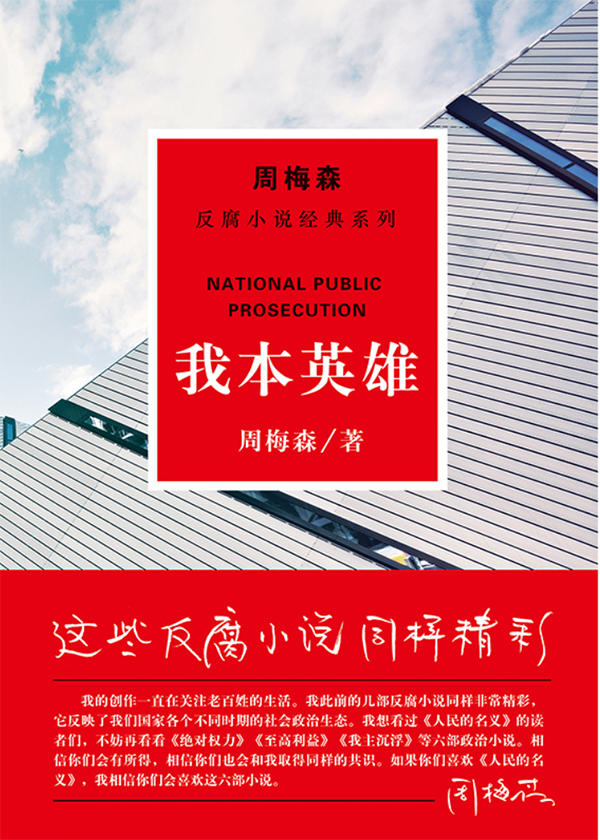 周梅森
反腐小说经典系列
NATIONAL PUBLIC
PROSECUTION
我本英雄
周梅森/著
这些反腐小说同样精彩
我的创作一直在关注老百姓的生活。我此前的几部反腐小说同样非常精彩，
它反映了我们国家各个不同时期的社会政治生态。我想看过《人民的名义》的读
者们，不妨再看看《绝对权力》《至高利益》《我主沉浮》等六部政治小说。相
信你们会有所得，相信你们也会和我取得同样的共识。如果你们喜欢《人民的名
义》，我相信你们会喜欢这六部小说。
周梅森